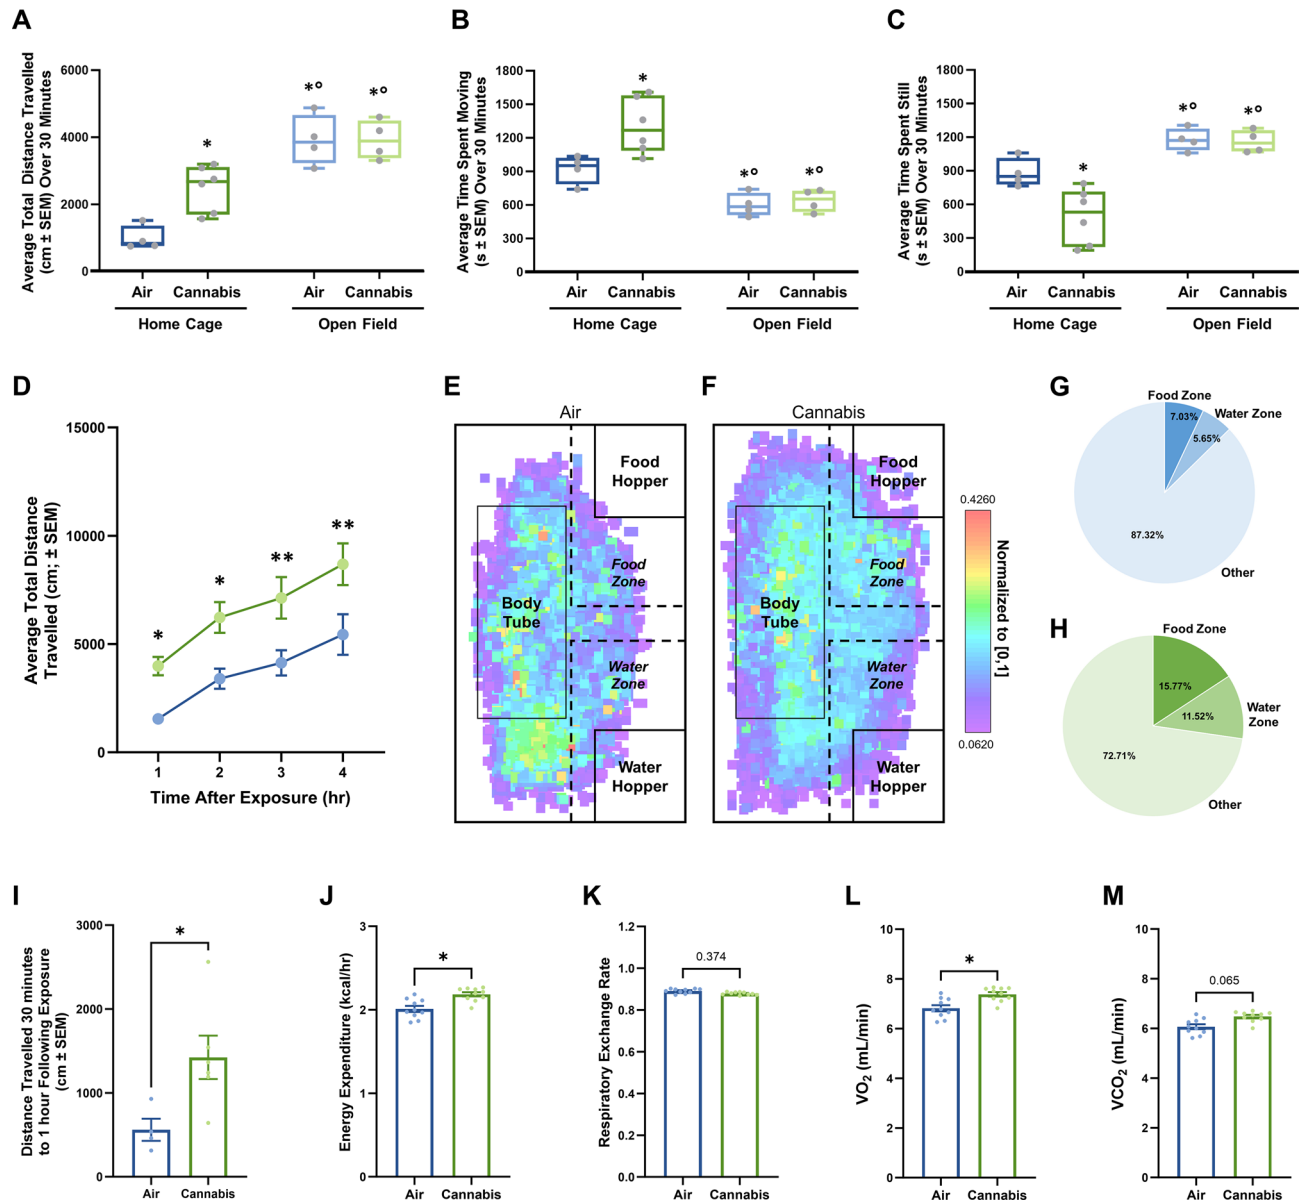 A
Average Total Distance Travelled
(cm ± SEM) Over 30 Minutes
6000
4000
2000
0
*°
*°
*
Air
Cannabis
Air
Cannabis
Home Cage
Open Field
B
Average Time Spent Moving
(s ± SEM) Over 30 Minutes
1800
1500
1200
900
600
300
0
*
*°
*°
Air
Cannabis
Air
Cannabis
Home Cage
Open Field
C
Average Time Spent Still
(s ± SEM) Over 30 Minutes
1800
1500
1200
900
600
300
0
*°
*°
*
Air
Cannabis
Air
Cannabis
Home Cage
Open Field
D
Average Total Distance
Travelled (cm; ± SEM)
15000
10000
5000
0
*
*
**
**
1
2
3
4
Time After Exposure (hr)
E
Air
Food
Hopper
Food
Zone
Body
Tube
Water
Zone
Water
Hopper
F
Cannabis
Food
Hopper
Food
Zone
Body
Tube
Water
Zone
Water
Hopper
0.4260
Normalized to [0,1]
0.0620
G
Food Zone
7.03%
Water Zone
5.65%
87.32%
Other
H
Food Zone
15.77%
Water
Zone
11.52%
72.71%
Other
I
Distance Travelled 30 minutes
to 1 hour Following Exposure
(cm ± SEM)
3000
2000
1000
0
*
Air
Cannabis
J
Energy Expenditure (kcal/hr)
3
2
1
0
*
Air
Cannabis
K
Respiratory Exchange Rate
1.2
1.0
0.8
0.6
0.4
0.2
0.0
0.374
Air
Cannabis
L
VO₂ (mL/min)
10
8
6
4
2
0
*
Air
Cannabis
M
VCO₂ (mL/min)
10
8
6
4
2
0
0.065
Air
Cannabis